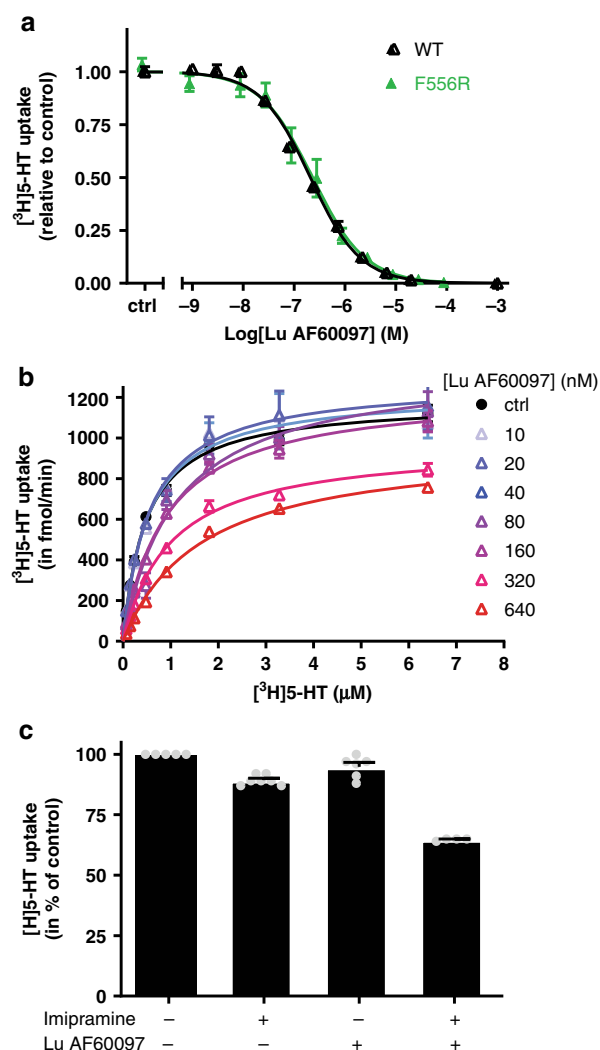 a
WT
F556R
[³H]5-HT uptake
(relative to control)
1.00
0.75
0.50
0.25
0.00
ctrl –9 –8 –7 –6 –5 –4 –3
Log[Lu AF60097] (M)
b
[Lu AF60097] (nM)
ctrl
10
20
40
80
160
320
640
[³H]5-HT uptake
(in fmol/min)
1200
1000
800
600
400
200
0
0 1 2 3 4 5 6 7 8
[³H]5-HT (μM)
c
[H]5-HT uptake
(in % of control)
100
75
50
25
0
Imipramine – + – +
Lu AF60097 – – + +